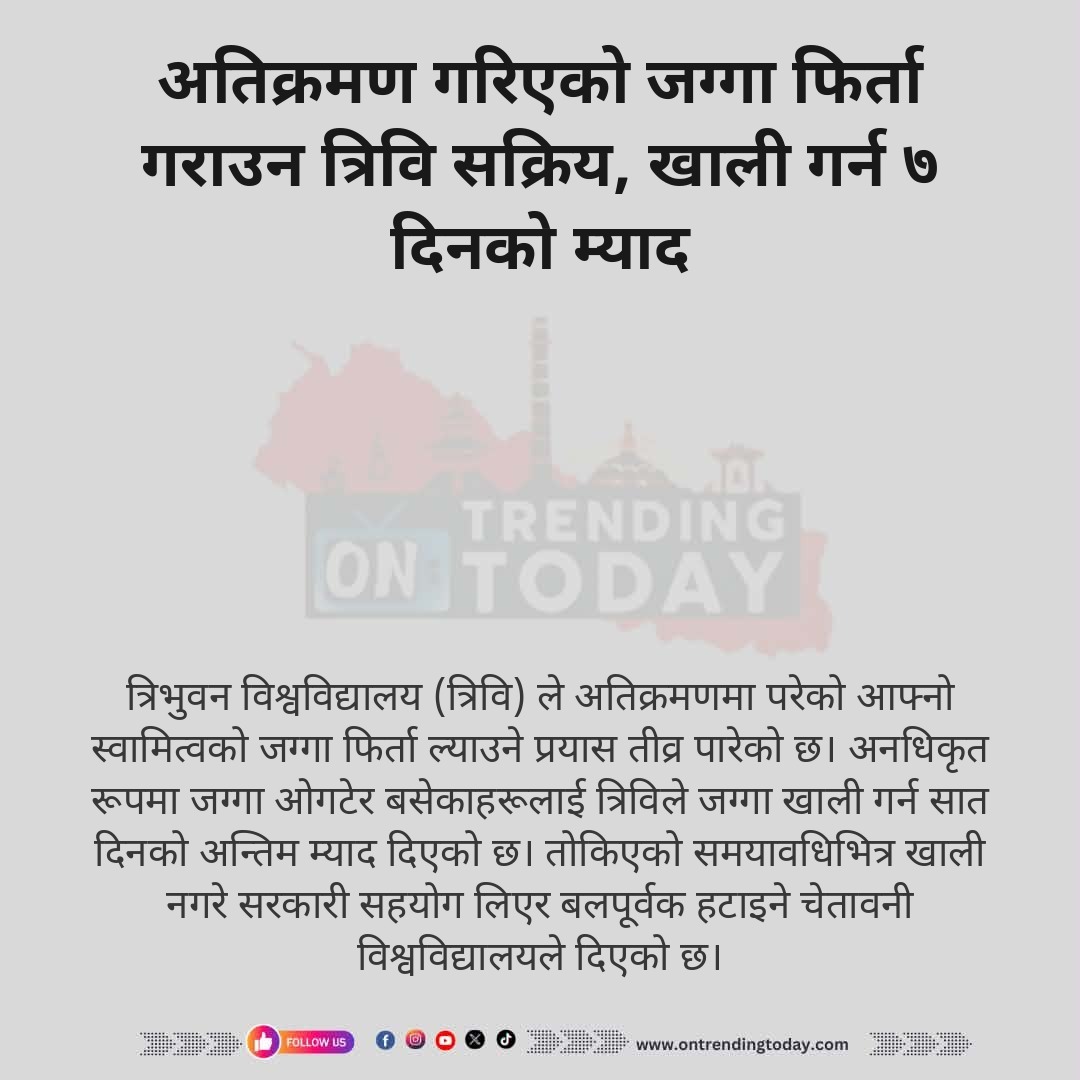 अतिक्रमण गरिएको जग्गा फिर्ता
गराउन त्रिवि सक्रिय, खाली गर्न ७
दिनको म्याद
TRENDING
ON TODAY
त्रिभुवन विश्वविद्यालय (त्रिवि) ले अतिक्रमणमा परेको आफ्नो
स्वामित्वको जग्गा फिर्ता ल्याउने प्रयास तीव्र पारेको छ। अनधिकृत
रूपमा जग्गा ओगटेर बसेकाहरूलाई त्रिविले जग्गा खाली गर्न सात
दिनको अन्तिम म्याद दिएको छ। तोकिएको समयावधिभित्र खाली
नगरे सरकारी सहयोग लिएर बलपूर्वक हटाइने चेतावनी
विश्वविद्यालयले दिएको छ।
FOLLOW US www.ontrendingtoday.com